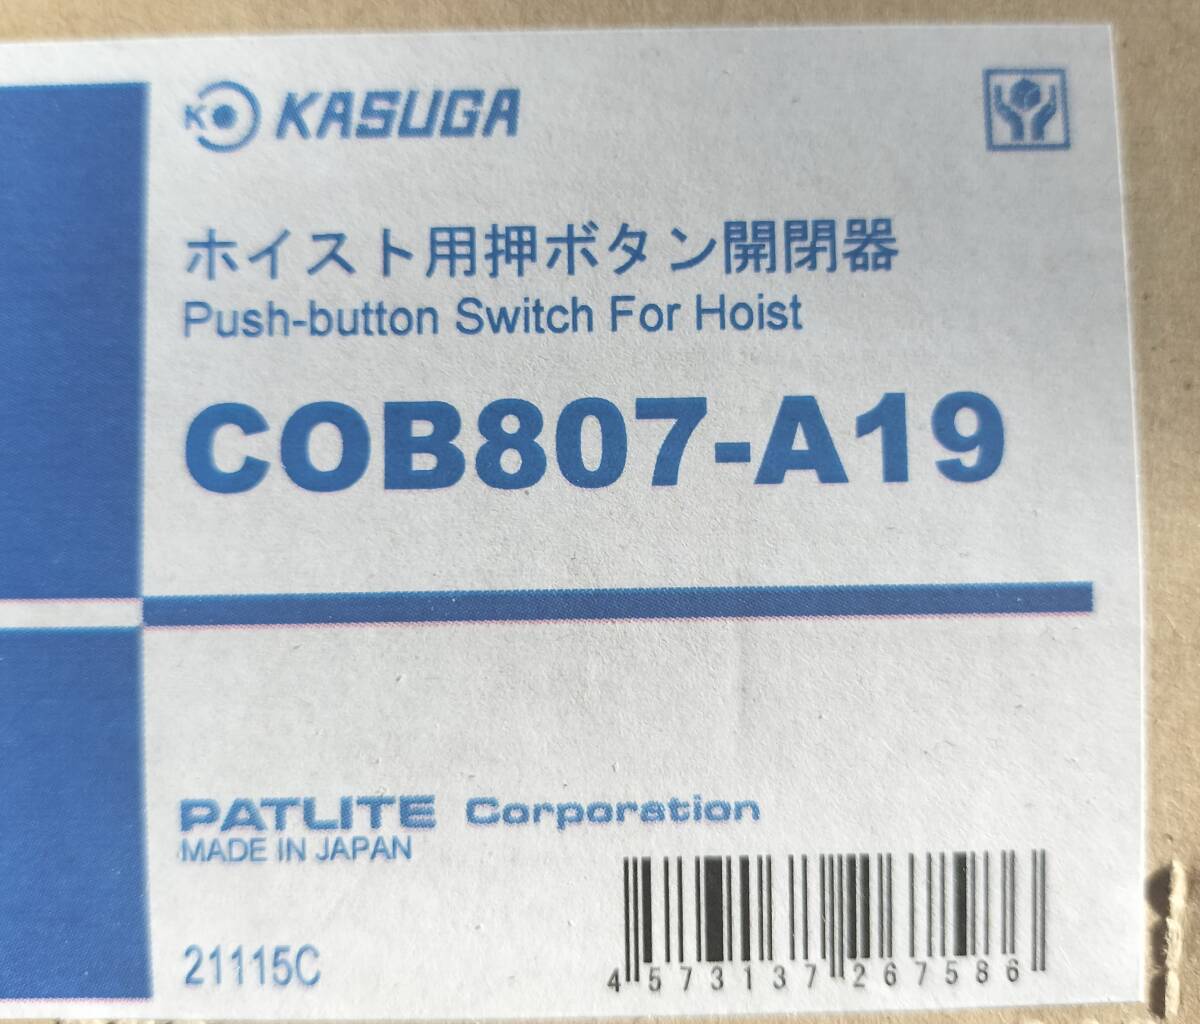 KO KASUGA
ホイスト用押ボタン開閉器
Push-button Switch For Hoist
COB807-A19
PATLITE Corporation
MADE IN JAPAN
21115C
4573137267586